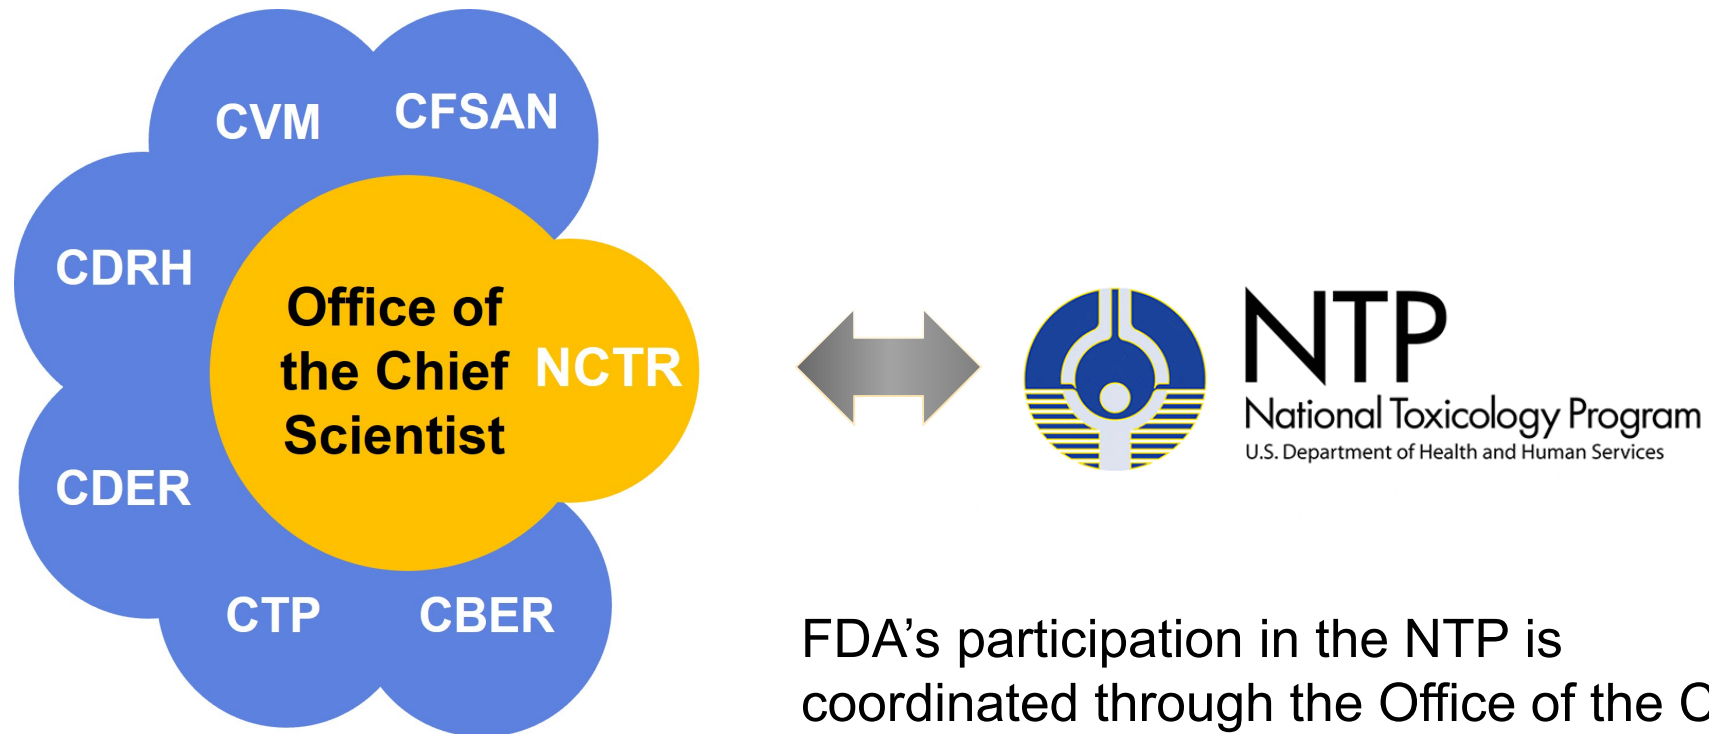 CVM
CFSAN
CDRH
Office of
the Chief
Scientist
NCTR
CDER
CTP
CBER
NTP
National Toxicology Program
U.S. Department of Health and Human Services
FDA’s participation in the NTP is
coordinated through the Office of the C